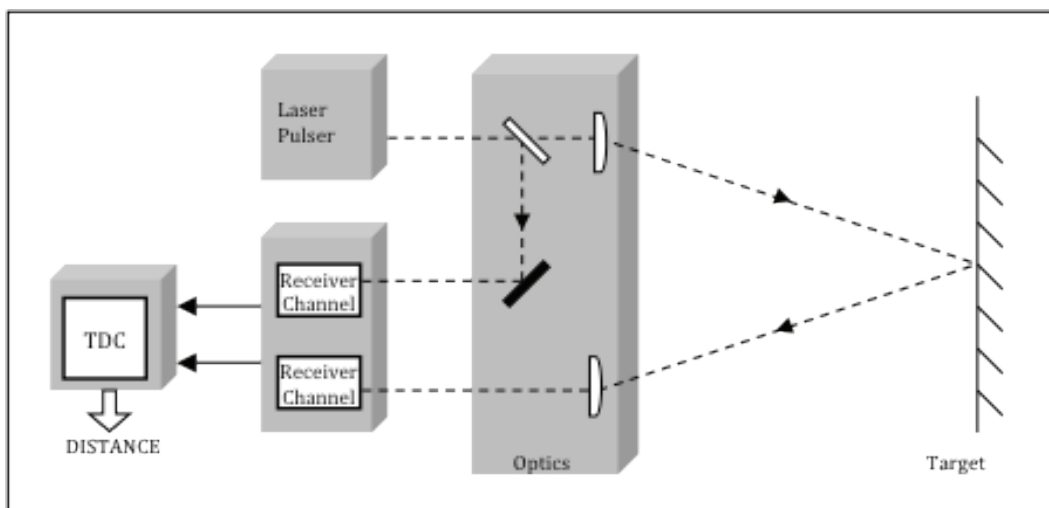 Laser
Pulser
Receiver
Channel
TDC
Receiver
Channel
DISTANCE
Optics
Target